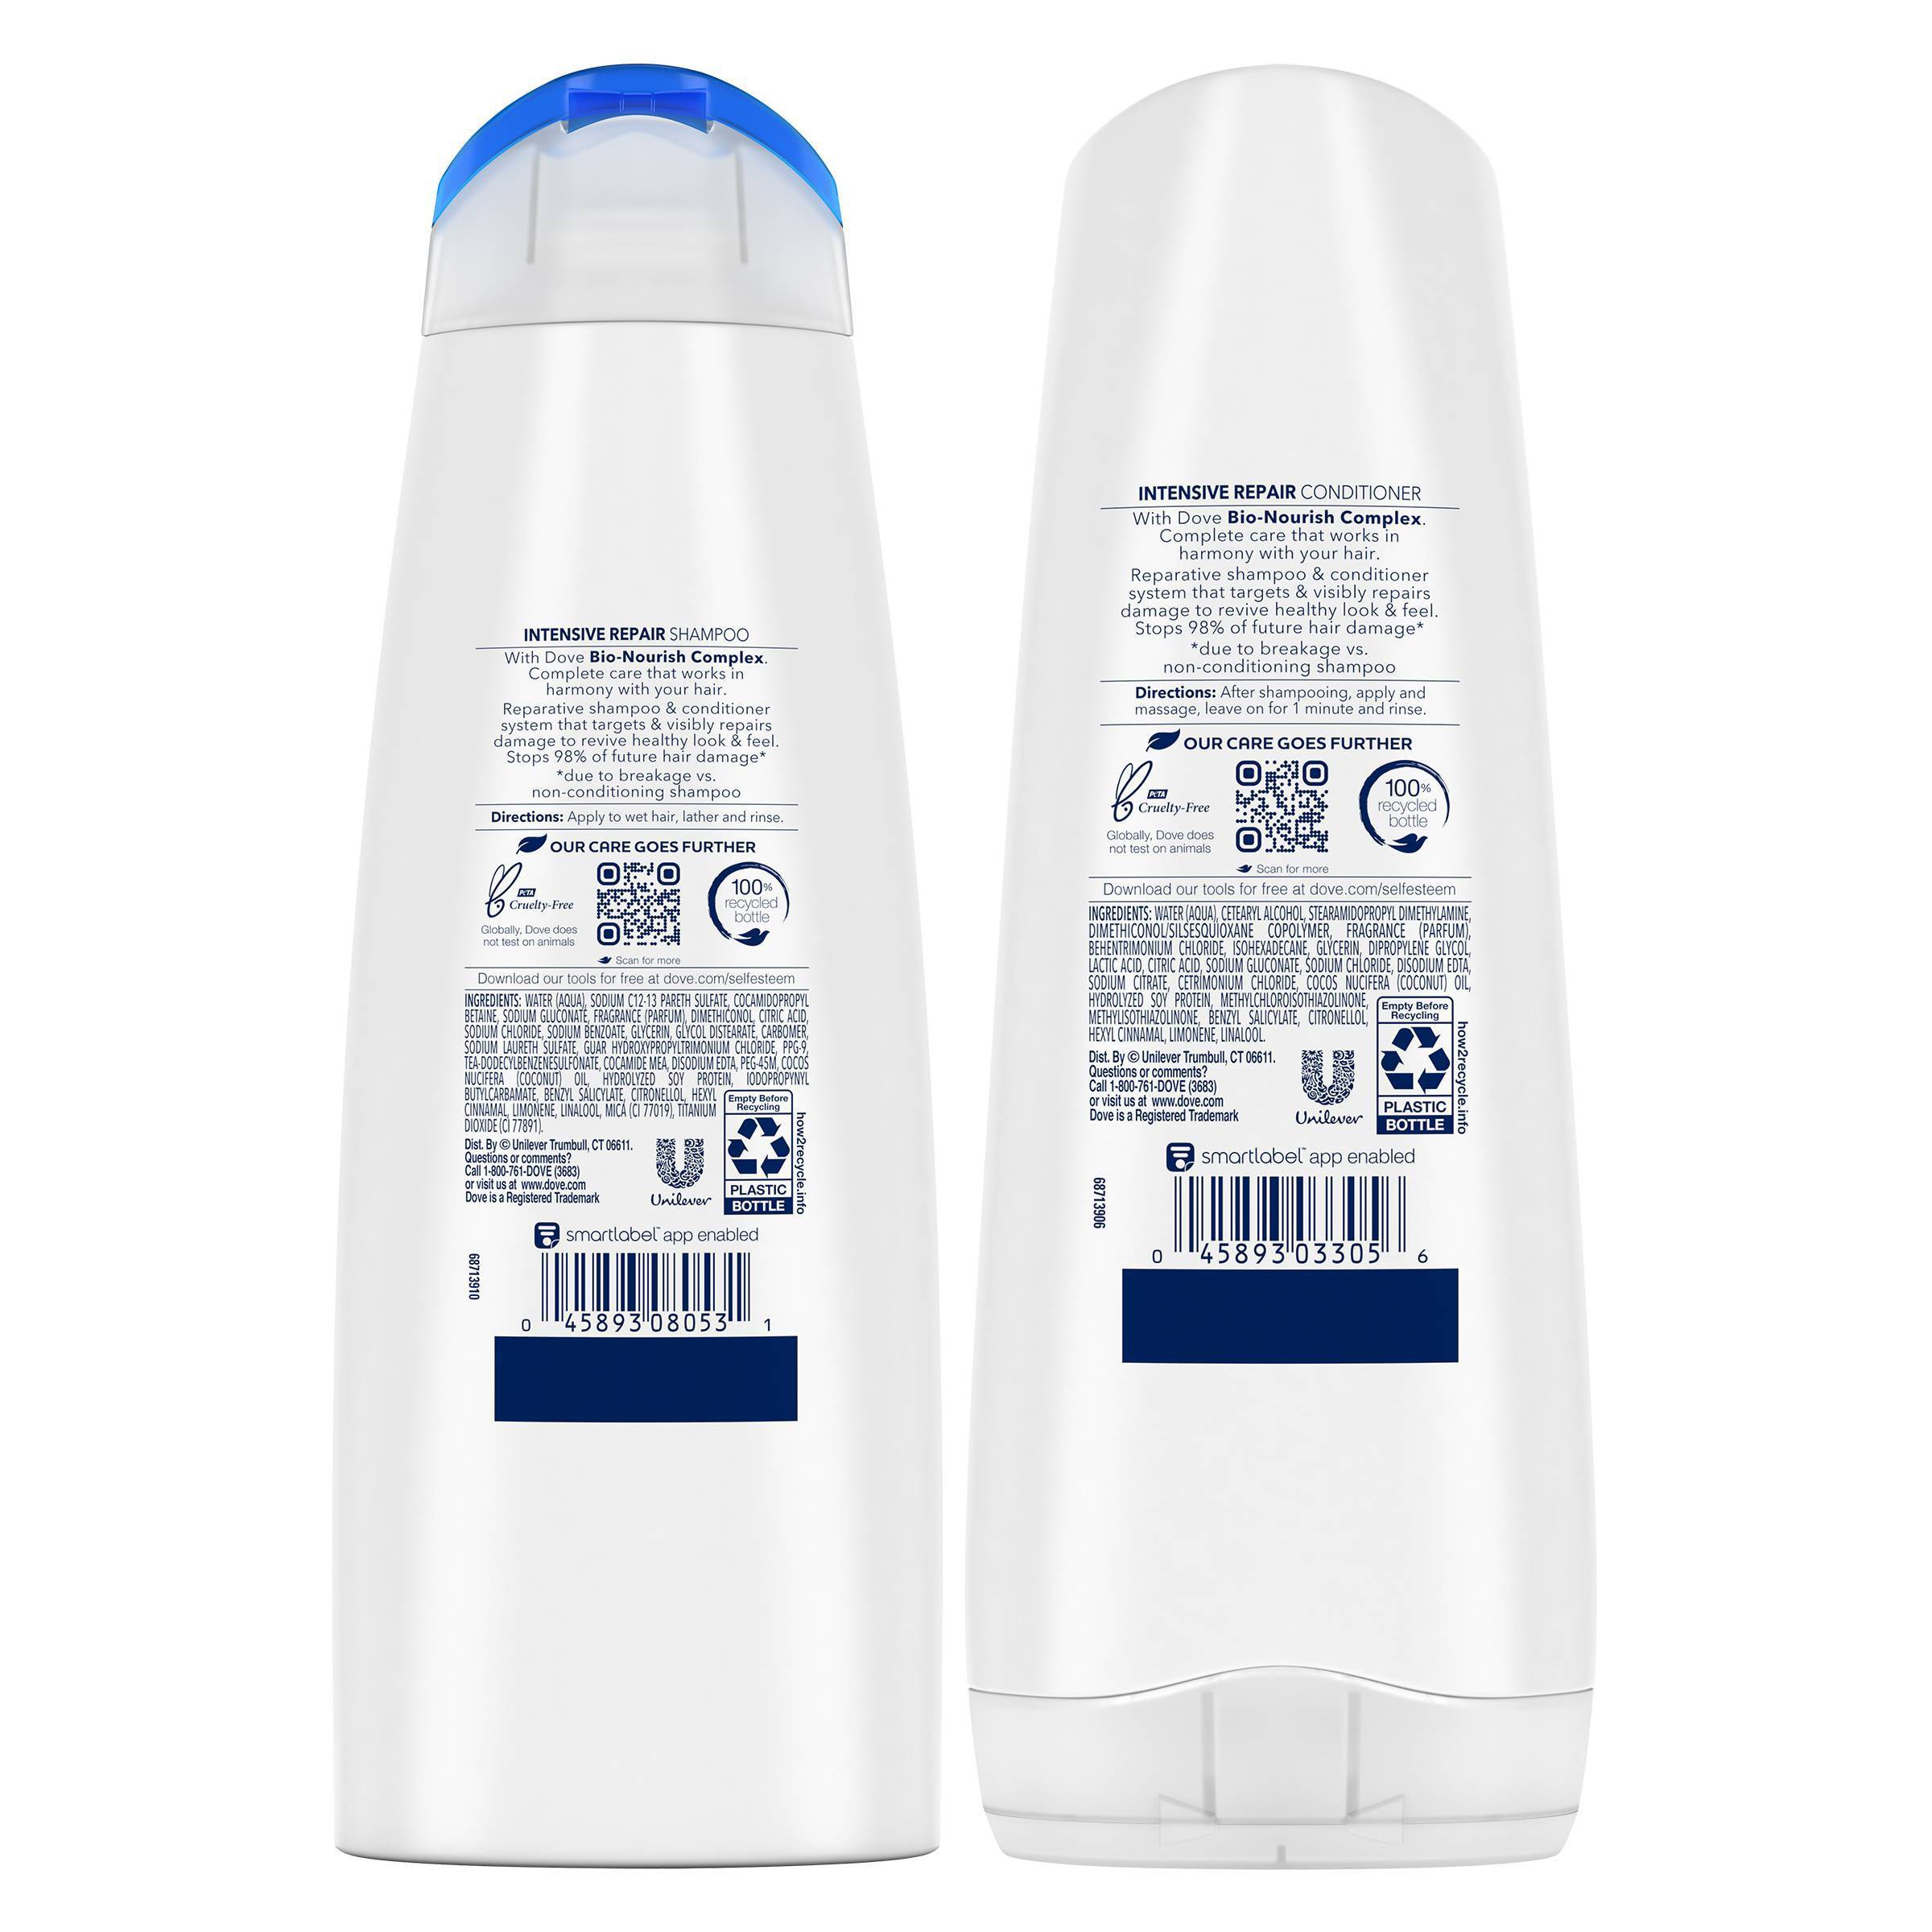 INTENSIVE REPAIR SHAMPOO
With Dove Bio-Nourish Complex.
Complete care that works in
harmony with your hair.
Reparative shampoo & conditioner
system that targets & visibly repairs
damage to revive healthy look & feel.
Stops 98% of future hair damage*
*due to breakage vs.
non-conditioning shampoo
Directions: Apply to wet hair, lather and rinse.
OUR CARE GOES FURTHER
PETA
Cruelty-Free
Globally, Dove does
not test on animals
Scan for more
100%
recycled
bottle
Download our tools for free at dove.com/selfesteem
INGREDIENTS: WATER (AQUA), SODIUM C12-13 PARETH SULFATE, COCAMIDOPROPYL
BETAINE, SODIUM GLUCONATE, FRAGRANCE (PARFUM), DIMETHICONOL, CITRIC ACID,
SODIUM CHLORIDE, SODIUM BENZOATE, GLYCERIN, GLYCOL DISTEARATE, CARBOMER,
SODIUM LAURETH SULFATE, GUAR HYDROXYPROPYLTRIMONIUM CHLORIDE, PPG-9,
TEA-DODECYLBENZENESULFONATE, COCAMIDE MEA, DISODIUM EDTA, PEG-45M, COCOS
NUCIFERA (COCONUT) OIL, HYDROLYZED SOY PROTEIN, IODOPROPYNYL
BUTYLCARBAMATE, BENZYL SALICYLATE, CITRONELLOL, HEXYL
CINNAMAL, LIMONENE, LINALOOL, MICA (CI 77019), TITANIUM
DIOXIDE (CI 77891).
Dist. By © Unilever Trumbull, CT 06611.
Questions or comments?
Call 1-800-761-DOVE (3683)
or visit us at www.dove.com
Dove is a Registered Trademark
Unilever
Empty Before
Recycling
PLASTIC
BOTTLE
how2recycle.info
smartlabel™ app enabled
68713910
0 45893 08053 1
INTENSIVE REPAIR CONDITIONER
With Dove Bio-Nourish Complex.
Complete care that works in
harmony with your hair.
Reparative shampoo & conditioner
system that targets & visibly repairs
damage to revive healthy look & feel.
Stops 98% of future hair damage*
*due to breakage vs.
non-conditioning shampoo
Directions: After shampooing, apply and
massage, leave on for 1 minute and rinse.
OUR CARE GOES FURTHER
PETA
Cruelty-Free
Globally, Dove does
not test on animals
Scan for more
100%
recycled
bottle
Download our tools for free at dove.com/selfesteem
INGREDIENTS: WATER (AQUA), CETEARYL ALCOHOL, STEARAMIDOPROPYL DIMETHYLAMINE,
DIMETHICONOL/SILSESQUIOXANE COPOLYMER, FRAGRANCE (PARFUM),
BEHENTRIMONIUM CHLORIDE, ISOHEXADECANE, GLYCERIN, DIPROPYLENE GLYCOL,
LACTIC ACID, CITRIC ACID, SODIUM GLUCONATE, SODIUM CHLORIDE, DISODIUM EDTA,
SODIUM CITRATE, CETRIMONIUM CHLORIDE, COCOS NUCIFERA (COCONUT) OIL,
HYDROLYZED SOY PROTEIN, METHYLCHLOROISOTHIAZOLINONE,
METHYLISOTHIAZOLINONE, BENZYL SALICYLATE, CITRONELLOL,
HEXYL CINNAMAL, LIMONENE, LINALOOL.
Dist. By © Unilever Trumbull, CT 06611.
Questions or comments?
Call 1-800-761-DOVE (3683)
or visit us at www.dove.com
Dove is a Registered Trademark
Unilever
Empty Before
Recycling
PLASTIC
BOTTLE
how2recycle.info
smartlabel™ app enabled
68713906
0 45893 03305 6